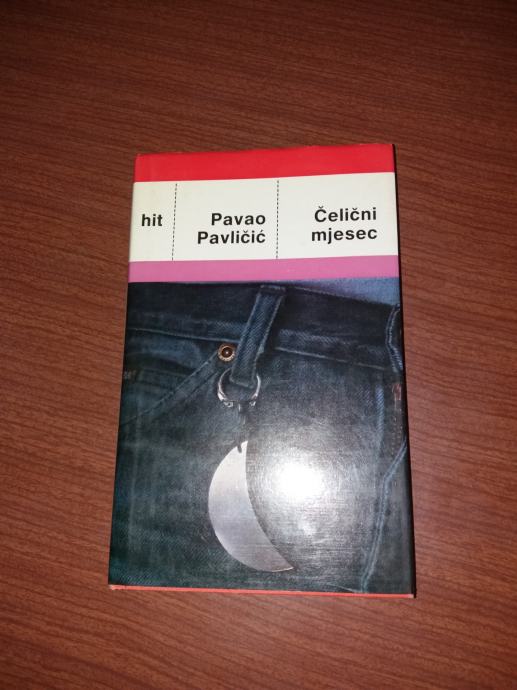 hit
Pavao
Pavličić
Čelični
mjesec